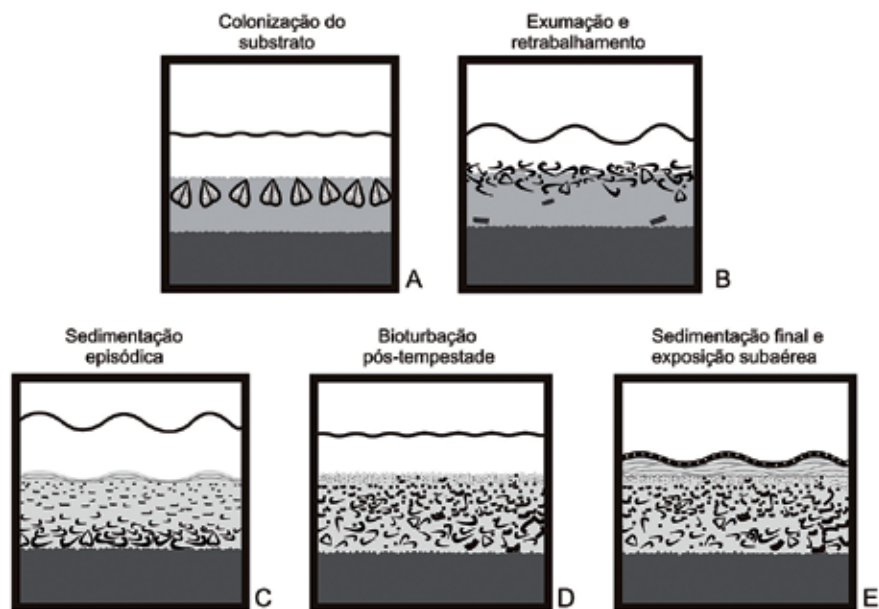 Colonização do
substrato
Exumação e
retrabalhamento
A
B
Sedimentação
episódica
Bioturbação
pós-tempestade
Sedimentação final e
exposição subaérea
C
D
E